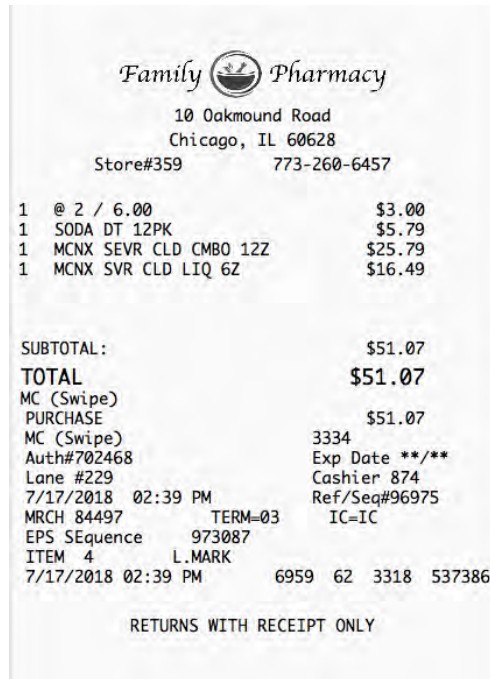 Family Pharmacy
10 Oakmound Road
Chicago, IL 60628
Store#359 773-260-6457
1 @ 2 / 6.00 $3.00
1 SODA DT 12PK $5.79
1 MCNX SEVR CLD CMBO 12Z $25.79
1 MCNX SVR CLD LIQ 6Z $16.49
SUBTOTAL: $51.07
TOTAL $51.07
MC (Swipe)
PURCHASE $51.07
MC (Swipe) 3334
Auth#702468 Exp Date **/**
Lane #229 Cashier 874
7/17/2018 02:39 PM Ref/Seq#96975
MRCH 84497 TERM=03 IC=IC
EPS SEquence 973087
ITEM 4 L.MARK
7/17/2018 02:39 PM 6959 62 3318 537386
RETURNS WITH RECEIPT ONLY